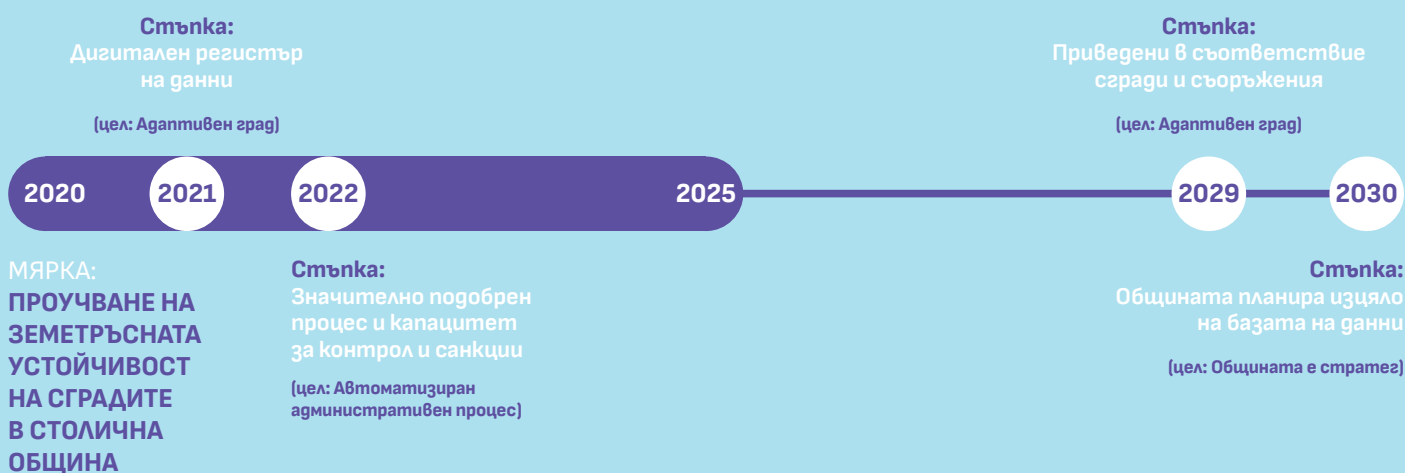 Стъпка:
Дигитален регистър
на данни
(цел: Адаптивен град)
Стъпка:
Приведени в съответствие
сгради и съоръжения
(цел: Адаптивен град)
2020
2021
2022
2025
2029
2030
МЯРКА:
ПРОУЧВАНЕ НА
ЗЕМЕТРЪСНАТА
УСТОЙЧИВОСТ
НА СГРАДИТЕ
В СТОЛИЧНА
ОБЩИНА
Стъпка:
Значително подобрен
процес и капацитет
за контрол и санкции
(цел: Автоматизиран
административен процес)
Стъпка:
Общината планира изцяло
на базата на данни
(цел: Общината е стратег)